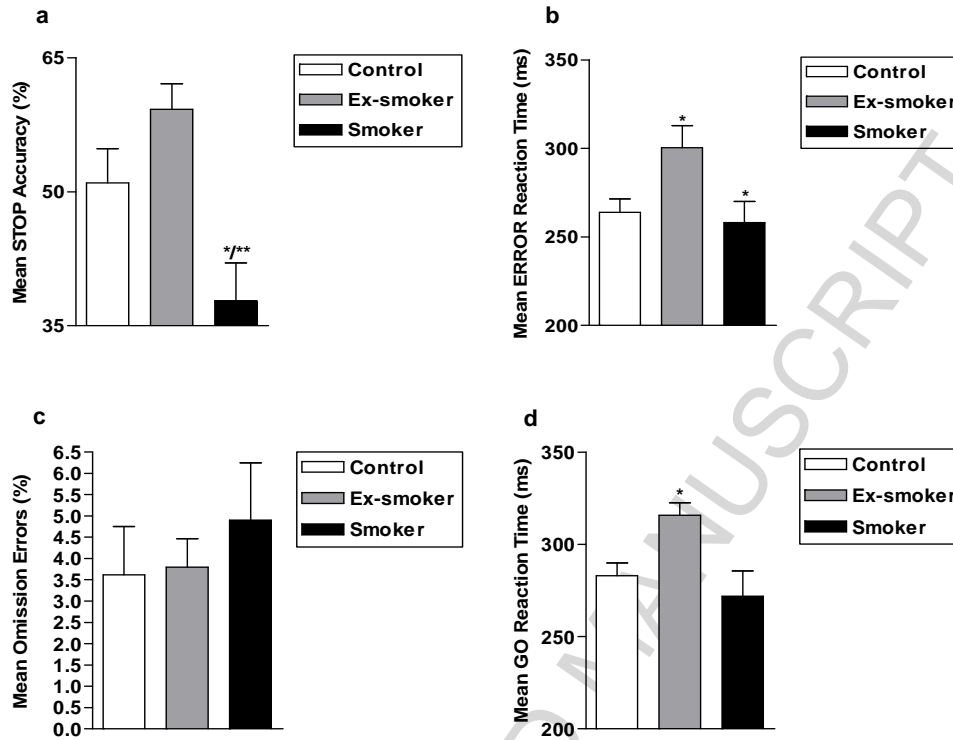 a
Mean STOP Accuracy (%)
65
50
35
*/**
Control
Ex-smoker
Smoker
b
Mean ERROR Reaction Time (ms)
350
300
250
200
*
*
Control
Ex-smoker
Smoker
c
Mean Omission Errors (%)
6.5
6.0
5.5
5.0
4.5
4.0
3.5
3.0
2.5
2.0
1.5
1.0
0.5
0.0
Control
Ex-smoker
Smoker
d
Mean GO Reaction Time (ms)
350
300
250
200
*
Control
Ex-smoker
Smoker
MANUSCRIPT